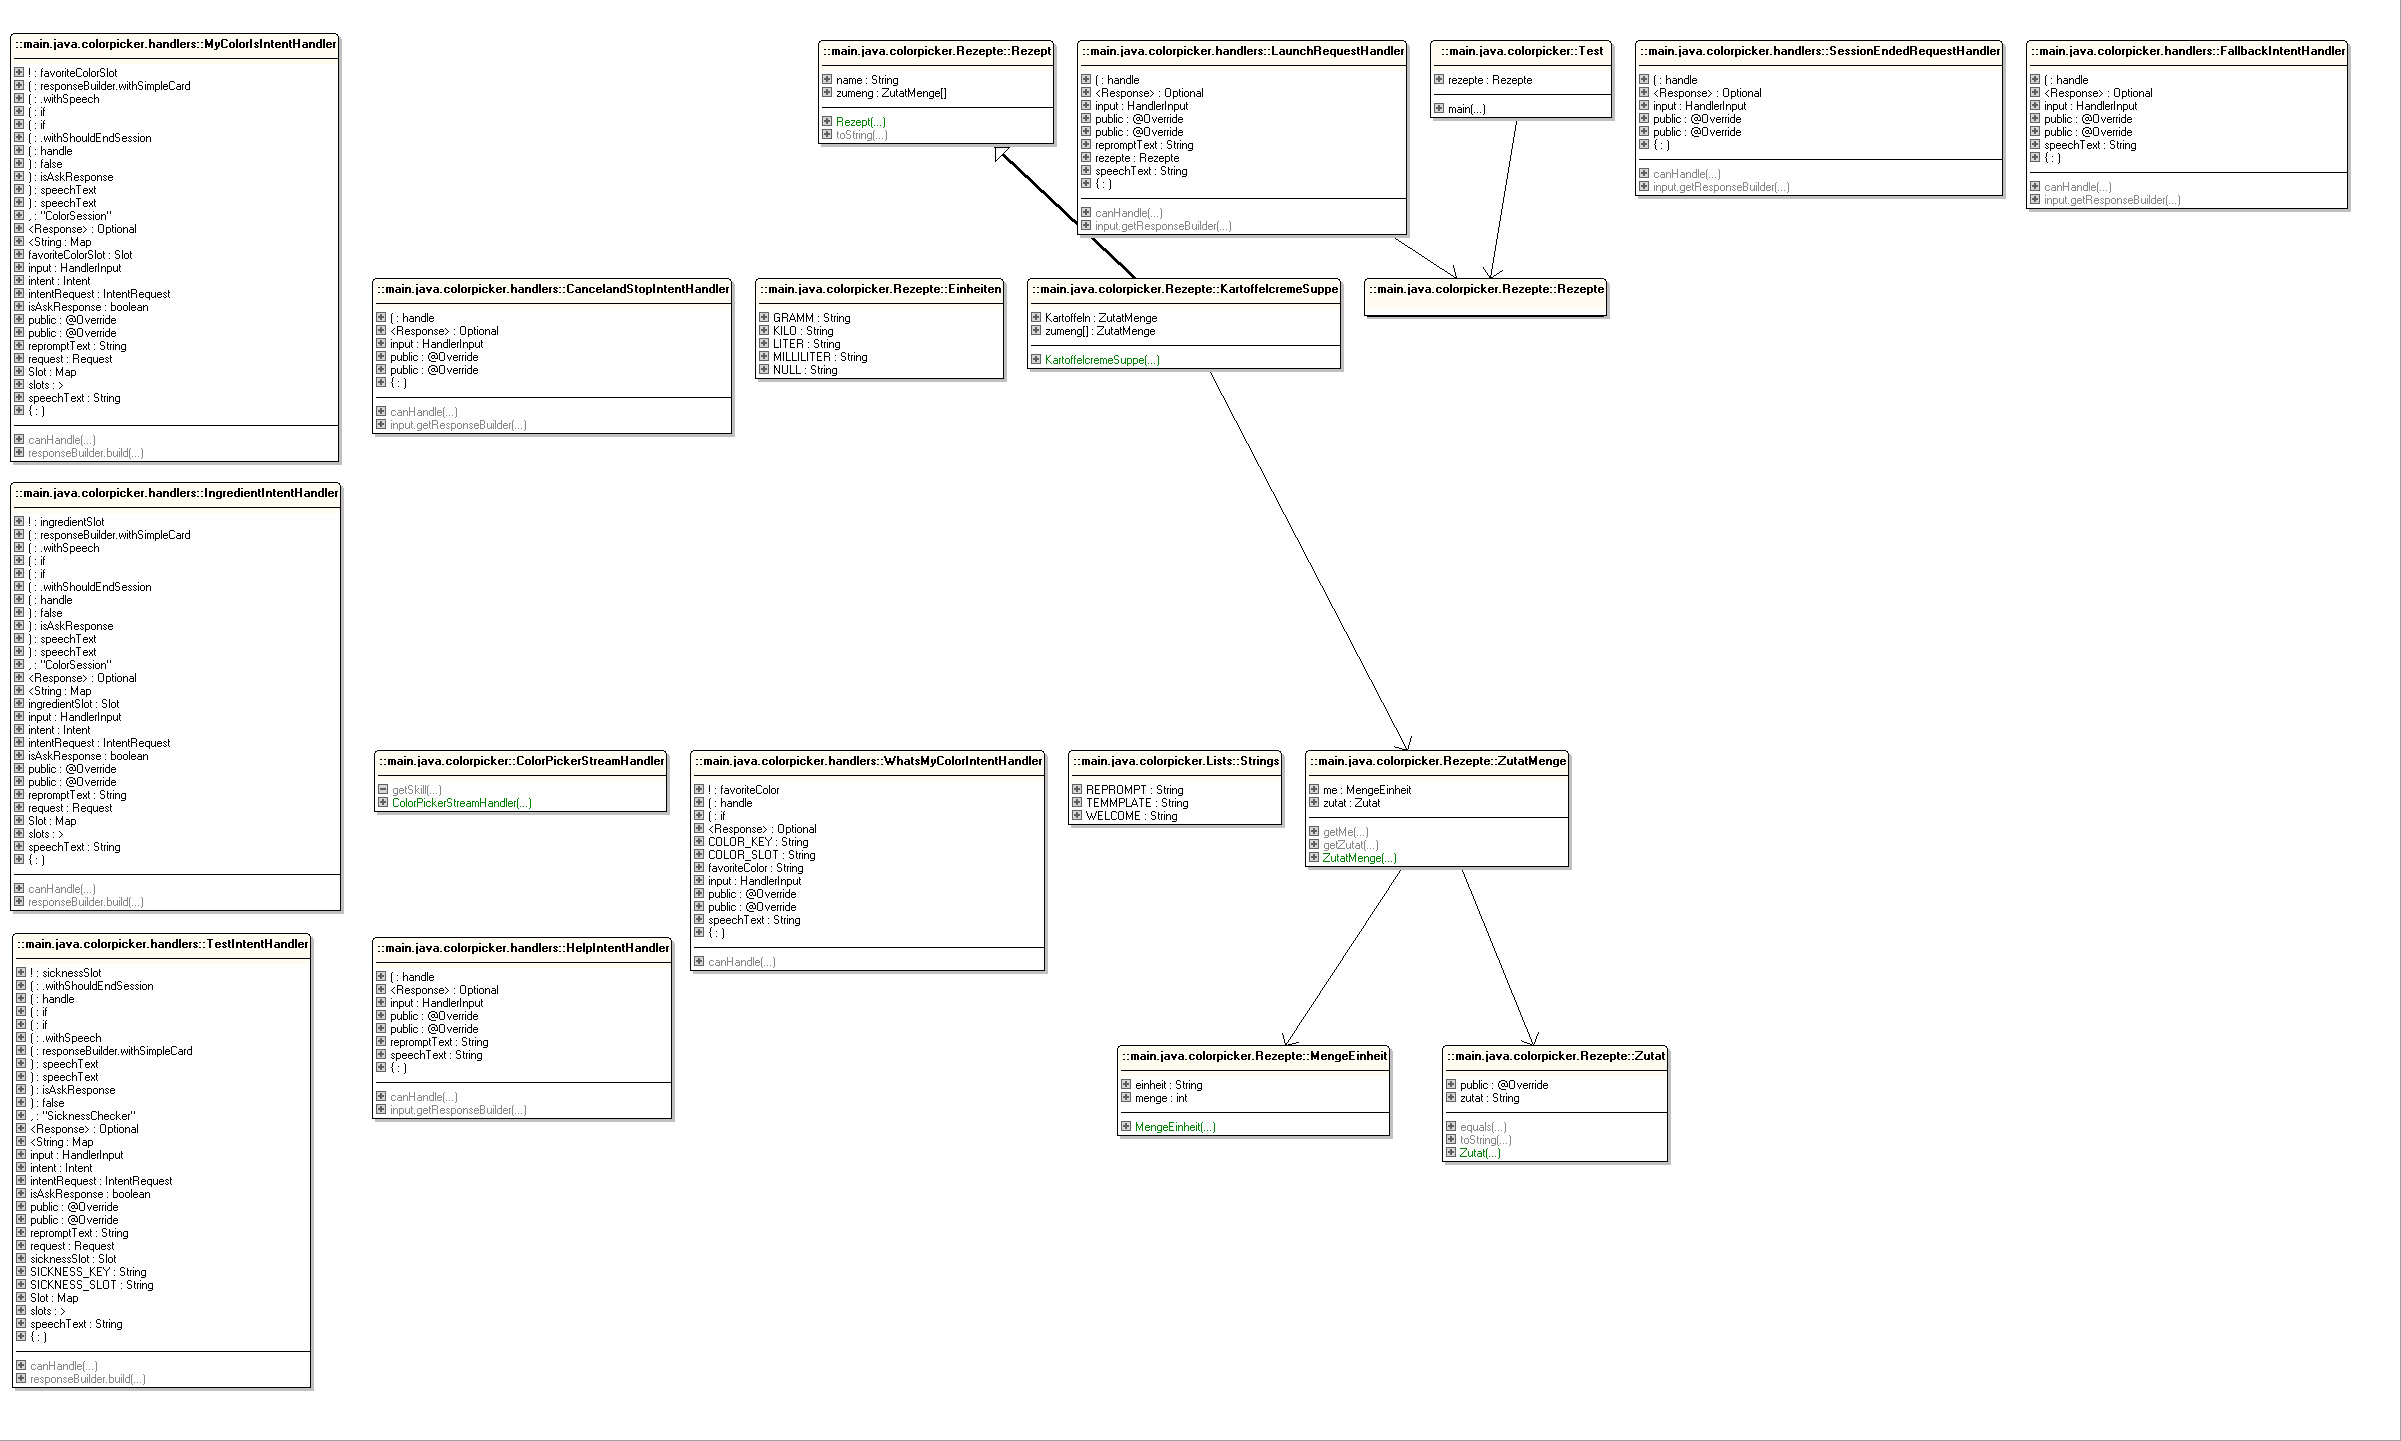 ::main.java.colorpicker.handlers::MyColorIsIntentHandler
! : favoriteColorSlot
( : responseBuilder.withSimpleCard
( : .withSpeech
( : if
( : if
( : .withShouldEndSession
( : handle
) : false
) : isAskResponse
) : speechText
) : speechText
, : "ColorSession"
<Response> : Optional
<String : Map
favoriteColorSlot : Slot
input : HandlerInput
intent : Intent
intentRequest : IntentRequest
isAskResponse : boolean
public : @Override
public : @Override
repromptText : String
request : Request
Slot : Map
slots : >
speechText : String
{ : )
canHandle(...)
responseBuilder.build(...)
::main.java.colorpicker.Rezepte::Rezept
name : String
zumeng : ZutatMenge[]
Rezept(...)
toString(...)
::main.java.colorpicker.handlers::LaunchRequestHandler
( : handle
<Response> : Optional
input : HandlerInput
public : @Override
public : @Override
repromptText : String
rezepte : Rezepte
speechText : String
{ : )
canHandle(...)
input.getResponseBuilder(...)
::main.java.colorpicker::Test
rezepte : Rezepte
main(...)
::main.java.colorpicker.handlers::SessionEndedRequestHandler
( : handle
<Response> : Optional
input : HandlerInput
public : @Override
public : @Override
{ : )
canHandle(...)
input.getResponseBuilder(...)
::main.java.colorpicker.handlers::FallbackIntentHandler
( : handle
<Response> : Optional
input : HandlerInput
public : @Override
public : @Override
speechText : String
{ : )
canHandle(...)
input.getResponseBuilder(...)
::main.java.colorpicker.handlers::CancelandStopIntentHandler
( : handle
<Response> : Optional
input : HandlerInput
public : @Override
public : @Override
{ : )
canHandle(...)
input.getResponseBuilder(...)
::main.java.colorpicker.Rezepte::Einheiten
GRAMM : String
KILO : String
LITER : String
MILLILITER : String
NULL : String
::main.java.colorpicker.Rezepte::KartoffelcremeSuppe
Kartoffeln : ZutatMenge
zumeng[] : ZutatMenge
KartoffelcremeSuppe(...)
::main.java.colorpicker.Rezepte::Rezepte
::main.java.colorpicker.handlers::IngredientIntentHandler
! : ingredientSlot
( : responseBuilder.withSimpleCard
( : .withSpeech
( : if
( : if
( : .withShouldEndSession
( : handle
) : false
) : isAskResponse
) : speechText
) : speechText
, : "ColorSession"
<Response> : Optional
<String : Map
ingredientSlot : Slot
input : HandlerInput
intent : Intent
intentRequest : IntentRequest
isAskResponse : boolean
public : @Override
public : @Override
repromptText : String
request : Request
Slot : Map
slots : >
speechText : String
{ : )
canHandle(...)
responseBuilder.build(...)
::main.java.colorpicker::ColorPickerStreamHandler
getSkill(...)
ColorPickerStreamHandler(...)
::main.java.colorpicker.handlers::WhatsMyColorIntentHandler
! : favoriteColor
( : handle
( : if
<Response> : Optional
COLOR_KEY : String
COLOR_SLOT : String
favoriteColor : String
input : HandlerInput
public : @Override
public : @Override
speechText : String
{ : )
canHandle(...)
::main.java.colorpicker.Lists::Strings
REPROMPT : String
TEMMPLATE : String
WELCOME : String
::main.java.colorpicker.Rezepte::ZutatMenge
me : MengeEinheit
zutat : Zutat
getMe(...)
getZutat(...)
ZutatMenge(...)
::main.java.colorpicker.handlers::TestIntentHandler
! : sicknessSlot
( : .withShouldEndSession
( : handle
( : if
( : if
( : .withSpeech
( : responseBuilder.withSimpleCard
) : speechText
) : speechText
) : isAskResponse
) : false
, : "SicknessChecker"
<Response> : Optional
<String : Map
input : HandlerInput
intent : Intent
intentRequest : IntentRequest
isAskResponse : boolean
public : @Override
public : @Override
repromptText : String
request : Request
sicknessSlot : Slot
SICKNESS_KEY : String
SICKNESS_SLOT : String
Slot : Map
slots : >
speechText : String
{ : )
canHandle(...)
responseBuilder.build(...)
::main.java.colorpicker.handlers::HelpIntentHandler
( : handle
<Response> : Optional
input : HandlerInput
public : @Override
public : @Override
repromptText : String
speechText : String
{ : )
canHandle(...)
input.getResponseBuilder(...)
::main.java.colorpicker.Rezepte::MengeEinheit
einheit : String
menge : int
MengeEinheit(...)
::main.java.colorpicker.Rezepte::Zutat
public : @Override
zutat : String
equals(...)
toString(...)
Zutat(...)